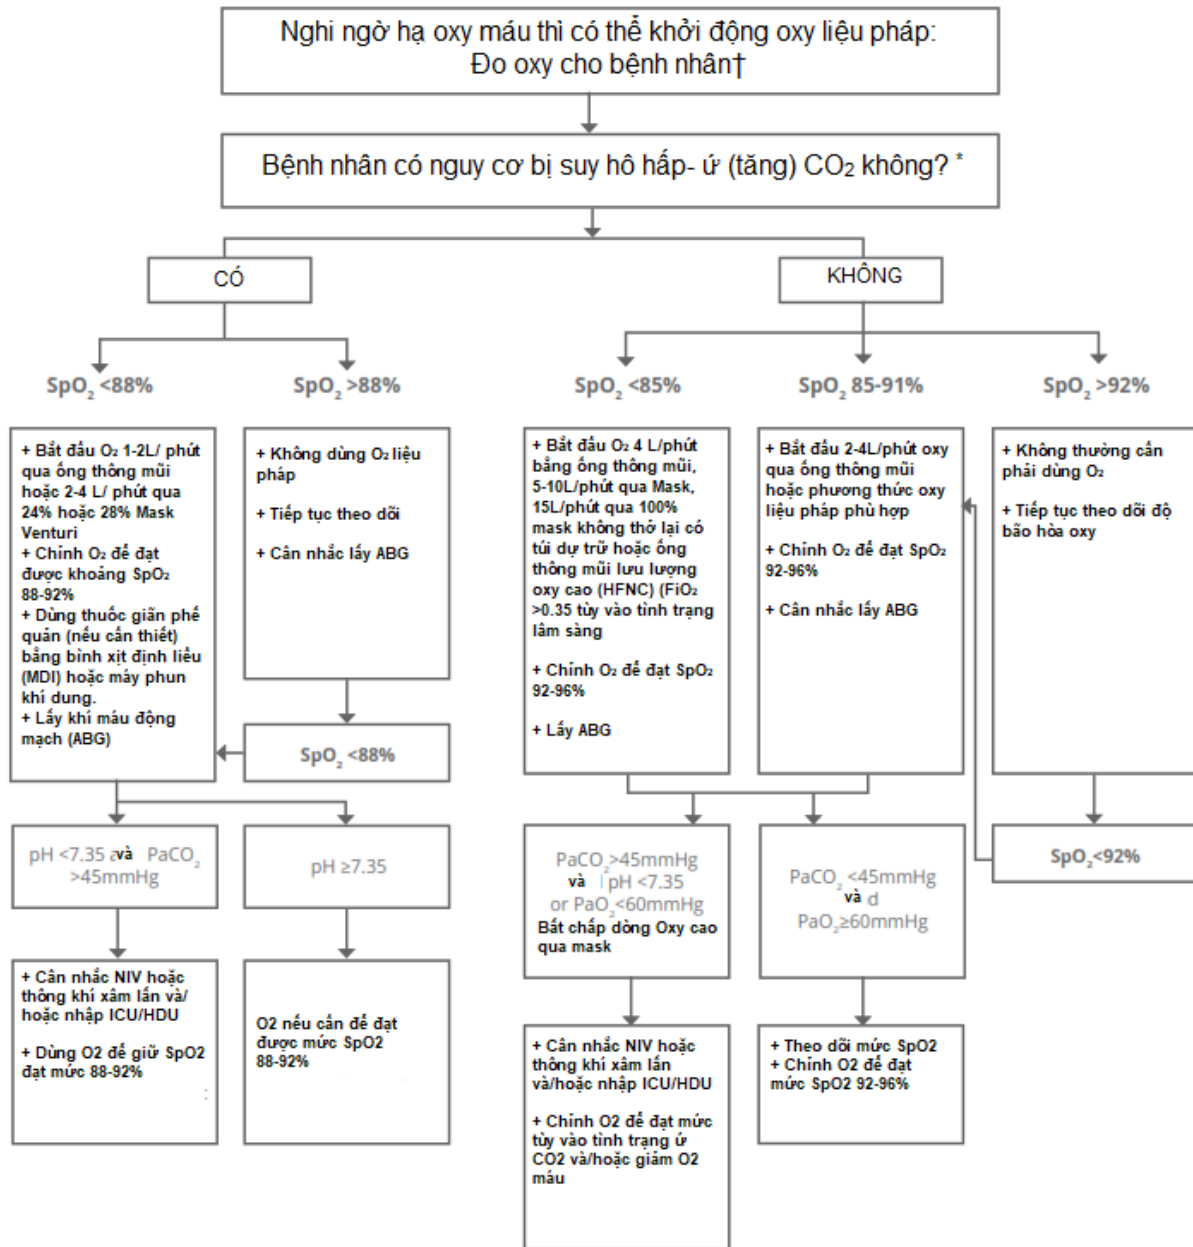 Nghi ngờ hạ oxy máu thì có thể khởi động oxy liệu pháp:
Đo oxy cho bệnh nhân†
Bệnh nhân có nguy cơ bị suy hô hấp- ứ (tăng) CO₂ không? *
CÓ
KHÔNG
SpO₂ <88%
SpO₂ >88%
SpO₂ <85%
SpO₂ 85-91%
SpO₂ >92%
+ Bắt đầu O₂ 1-2L/ phút
qua ống thông mũi
hoặc 2-4 L/ phút qua
24% hoặc 28% Mask
Venturi
+ Chỉnh O₂ để đạt
được khoảng SpO₂
88-92%
+ Dùng thuốc giãn phế
quản (nếu cần thiết)
bằng bình xịt định liều
(MDI) hoặc máy phun
khí dung.
+ Lấy khí máu động
mạch (ABG)
+ Không dùng O₂ liệu
pháp
+ Tiếp tục theo dõi
+ Cân nhắc lấy ABG
+ Bắt đầu O₂ 4 L/phút
bằng ống thông mũi,
5-10L/phút qua Mask,
15L/phút qua 100%
mask không thở lại có
túi dự trữ hoặc ống
thông mũi lưu lượng
oxy cao (HFNC) (FiO₂
>0.35 tùy vào tình trạng
lâm sàng
+ Chỉnh O₂ để đạt SpO₂
92-96%
+ Lấy ABG
+ Bắt đầu 2-4L/phút oxy
qua ống thông mũi
hoặc phương thức oxy
liệu pháp phù hợp
+ Chỉnh O₂ để đạt SpO₂
92-96%
+ Cân nhắc lấy ABG
+ Không thường cần
phải dùng O₂
+ Tiếp tục theo dõi độ
bão hòa oxy
SpO₂ <88%
pH <7.35 và PaCO₂
>45mmHg
pH ≥7.35
PaCO₂>45mmHg
và pH <7.35
or PaO₂<60mmHg
Bất chấp dòng Oxy cao
qua mask
PaCO₂ <45mmHg
và d
PaO₂≥60mmHg
SpO₂<92%
+ Cân nhắc NIV hoặc
thông khí xâm lấn và/
hoặc nhập ICU/HDU
+ Dùng O2 để giữ SpO2
đạt mức 88-92%
O2 nếu cần để đạt
được mức SpO2
88-92%
+ Cân nhắc NIV hoặc
thông khí xâm lấn
và/hoặc nhập ICU/HDU
+ Chỉnh O2 để đạt mức
tùy vào tình trạng ứ
CO2 và/hoặc giảm O2
máu
+ Theo dõi mức SpO2
+ Chỉnh O2 để đạt
mức SpO2 92-96%